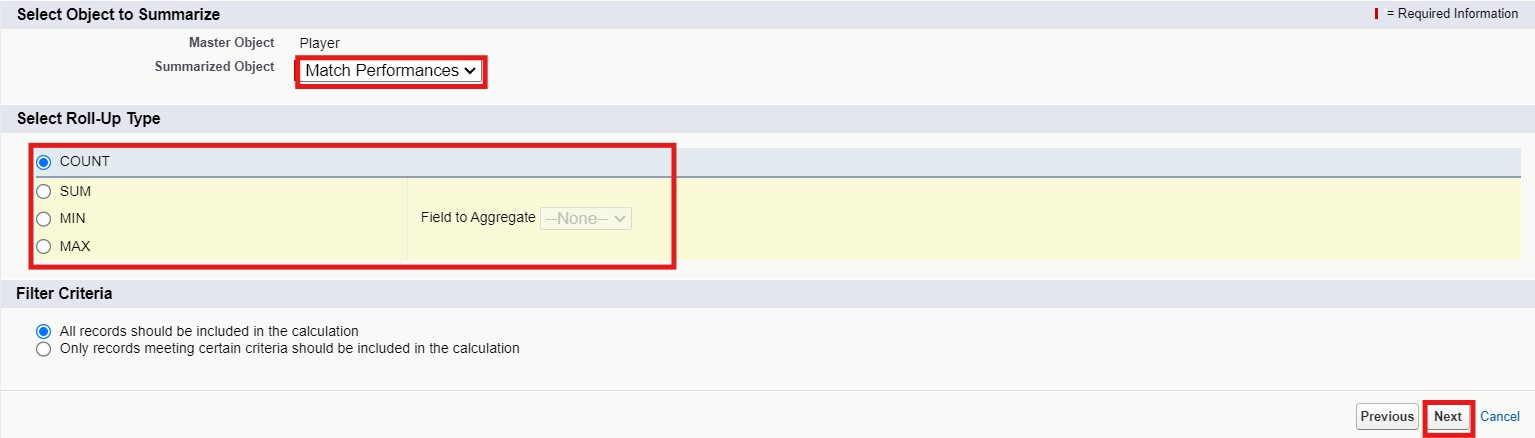 Select Object to Summarize
= Required Information
Master Object Player
Summarized Object Match Performances
Select Roll-Up Type
COUNT
SUM
MIN
Field to Aggregate --None--
MAX
Filter Criteria
All records should be included in the calculation
Only records meeting certain criteria should be included in the calculation
Previous Next Cancel